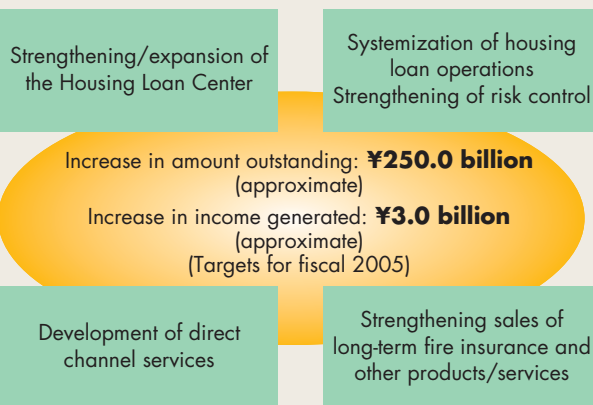 Strengthening/expansion of
the Housing Loan Center
Systemization of housing
loan operations
Strengthening of risk control
Increase in amount outstanding: ¥250.0 billion
(approximate)
Increase in income generated: ¥3.0 billion
(approximate)
(Targets for fiscal 2005)
Development of direct
channel services
Strengthening sales of
long-term fire insurance and
other products/services